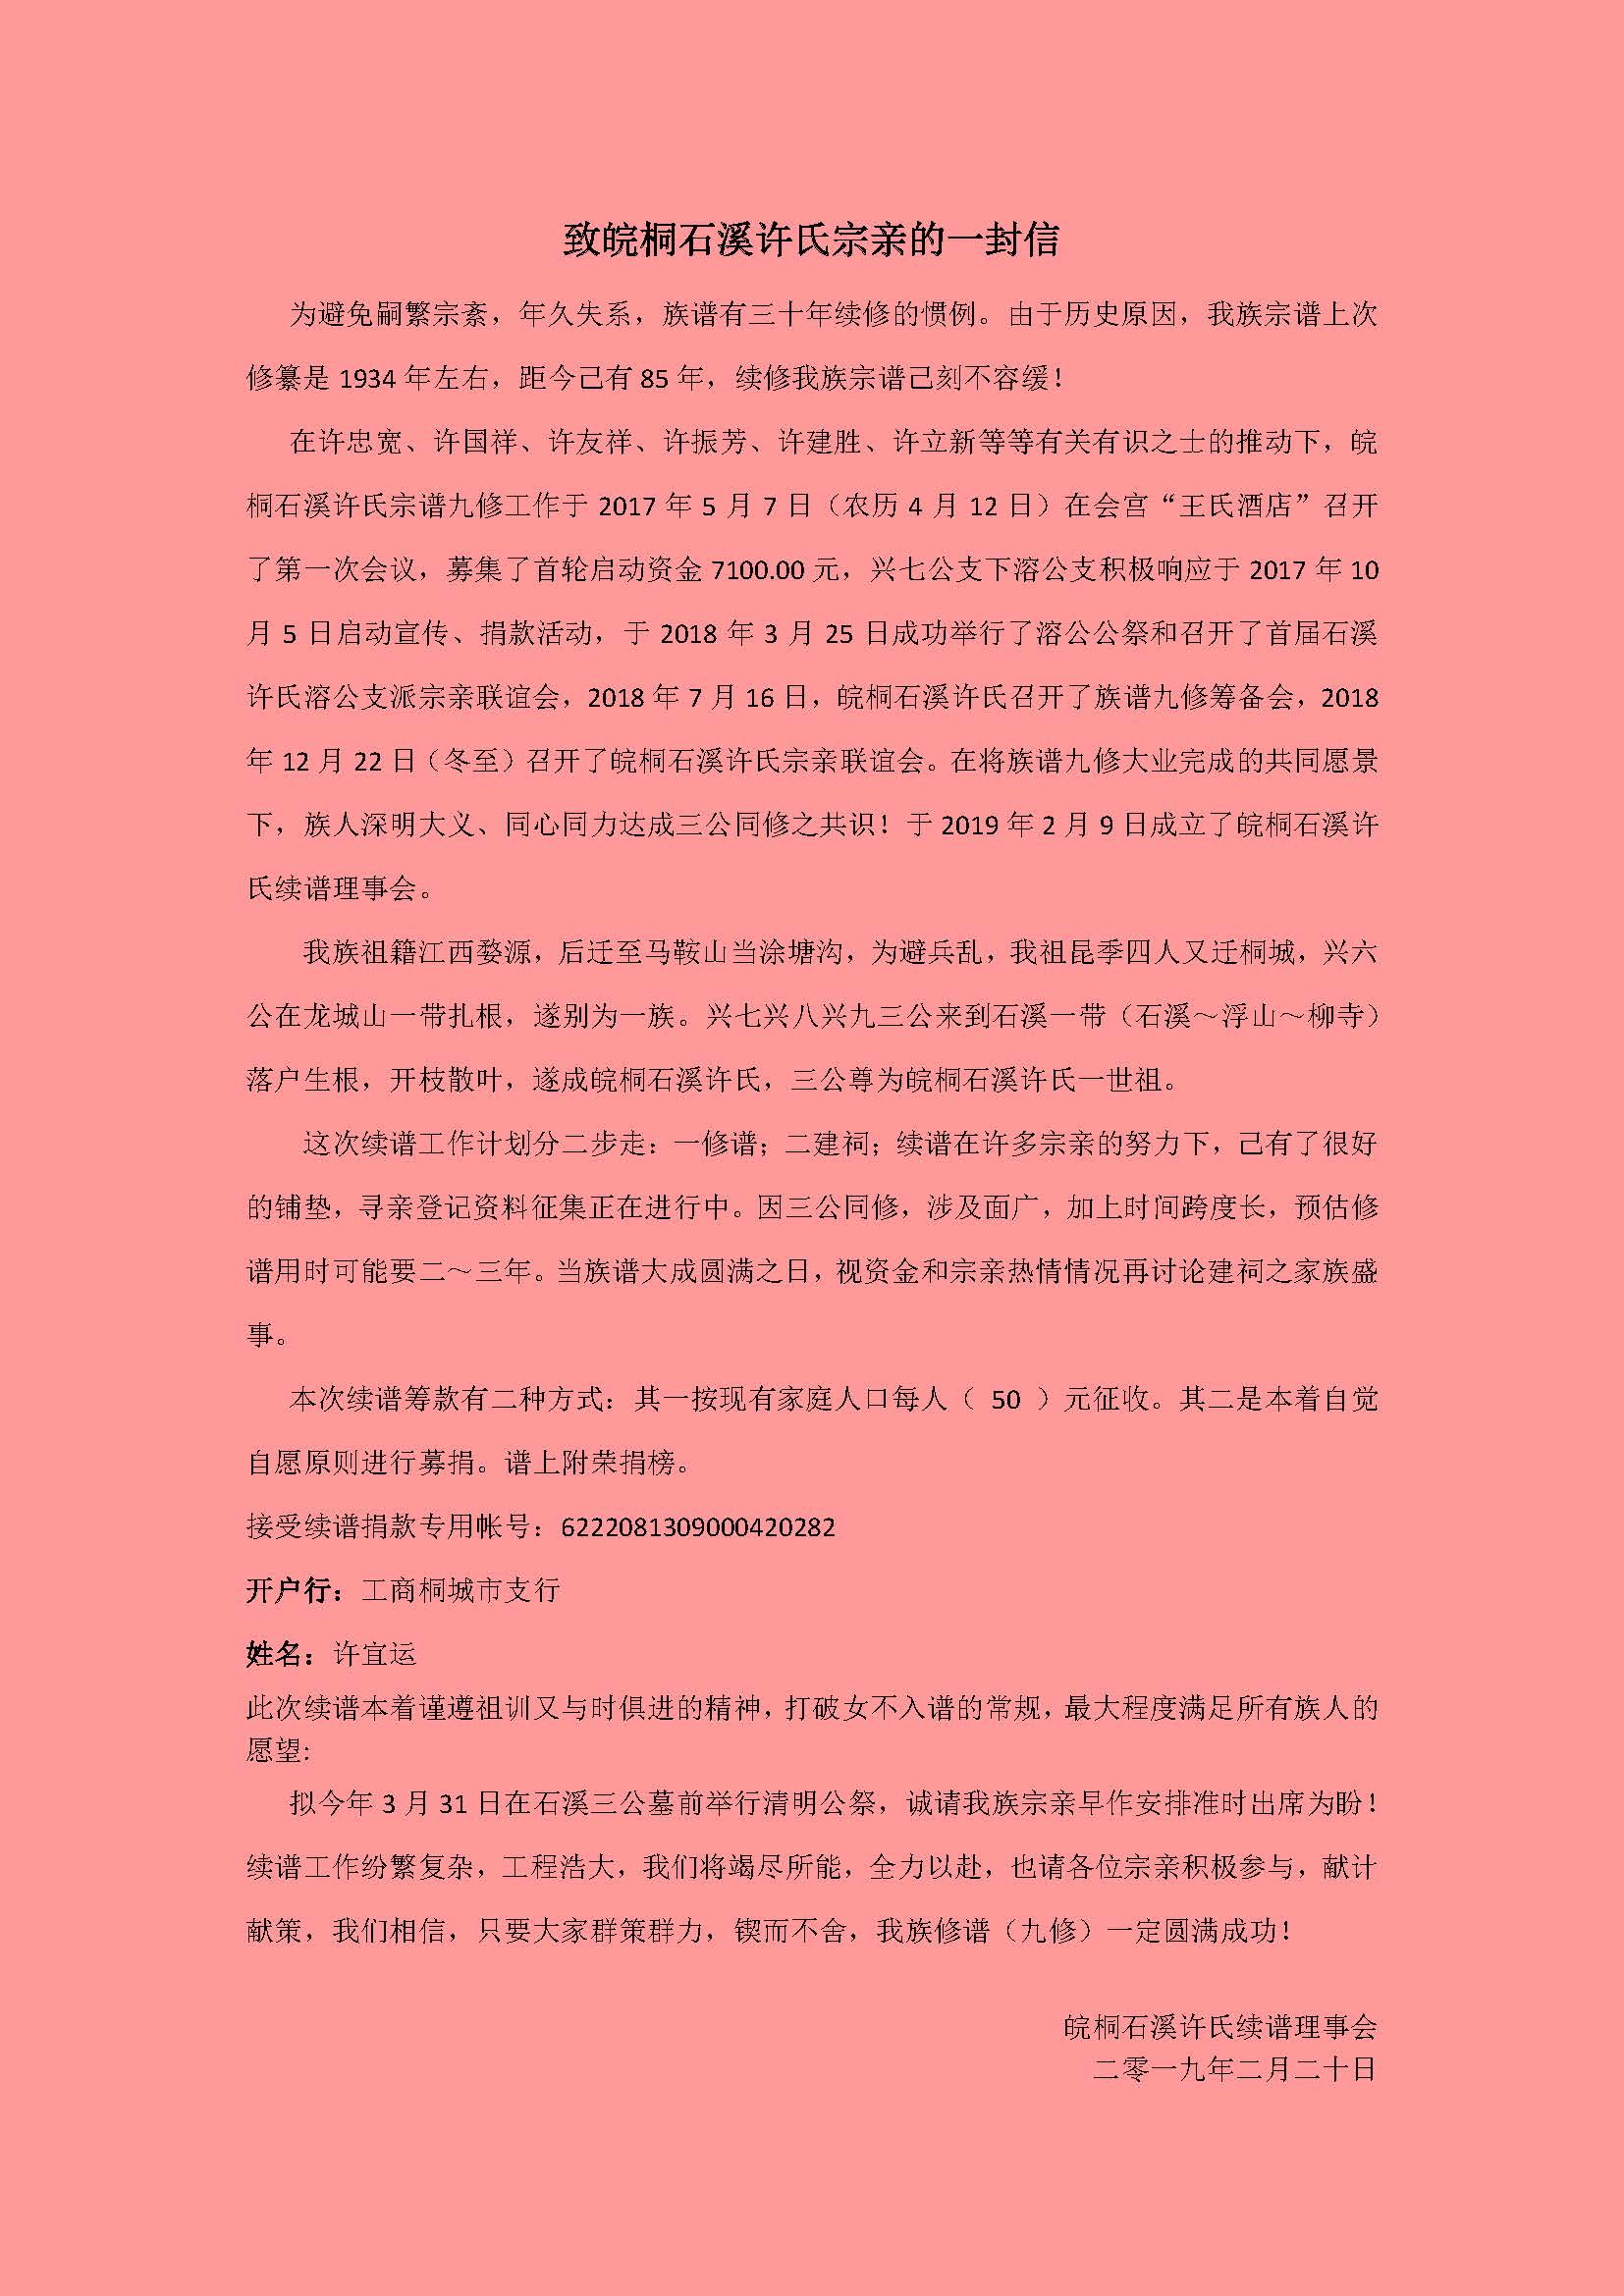 致皖桐石溪许氏宗亲的一封信
为避免嗣繁宗紊，年久失系，族谱有三十年续修的惯例。由于历史原因，我族宗谱上次
修纂是 1934 年左右，距今己有 85 年，续修我族宗谱己刻不容缓！
在许忠宽、许国祥、许友祥、许振芳、许建胜、许立新等等有关有识之士的推动下，皖
桐石溪许氏宗谱九修工作于 2017 年 5 月 7 日（农历 4 月 12 日）在会宫“王氏酒店”召开
了第一次会议，募集了首轮启动资金 7100.00 元，兴七公支下溶公支积极响应于 2017 年 10
月 5 日启动宣传、捐款活动，于 2018 年 3 月 25 日成功举行了溶公公祭和召开了首届石溪
许氏溶公支派宗亲联谊会，2018 年 7 月 16 日，皖桐石溪许氏召开了族谱九修筹备会，2018
年 12 月 22 日（冬至）召开了皖桐石溪许氏宗亲联谊会。在将族谱九修大业完成的共同愿景
下，族人深明大义、同心同力达成三公同修之共识！于 2019 年 2 月 9 日成立了皖桐石溪许
氏续谱理事会。
我族祖籍江西婺源，后迁至马鞍山当涂塘沟，为避兵乱，我祖昆季四人又迁桐城，兴六
公在龙城山一带扎根，遂别为一族。兴七兴八兴九三公来到石溪一带（石溪～浮山～柳寺）
落户生根，开枝散叶，遂成皖桐石溪许氏，三公尊为皖桐石溪许氏一世祖。
这次续谱工作计划分二步走：一修谱；二建祠；续谱在许多宗亲的努力下，己有了很好
的铺垫，寻亲登记资料征集正在进行中。因三公同修，涉及面广，加上时间跨度长，预估修
谱用时可能要二～三年。当族谱大成圆满之日，视资金和宗亲热情情况再讨论建祠之家族盛
事。
本次续谱筹款有二种方式：其一按现有家庭人口每人（ 50 ）元征收。其二是本着自觉
自愿原则进行募捐。谱上附荣捐榜。
接受续谱捐款专用帐号：6222081309000420282
开户行：工商桐城市支行
姓名：许宜运
此次续谱本着谨遵祖训又与时俱进的精神，打破女不入谱的常规，最大程度满足所有族人的
愿望:
拟今年 3 月 31 日在石溪三公墓前举行清明公祭，诚请我族宗亲早作安排准时出席为盼！
续谱工作纷繁复杂，工程浩大，我们将竭尽所能，全力以赴，也请各位宗亲积极参与，献计
献策，我们相信，只要大家群策群力，锲而不舍，我族修谱（九修）一定圆满成功！
皖桐石溪许氏续谱理事会
二零一九年二月二十日